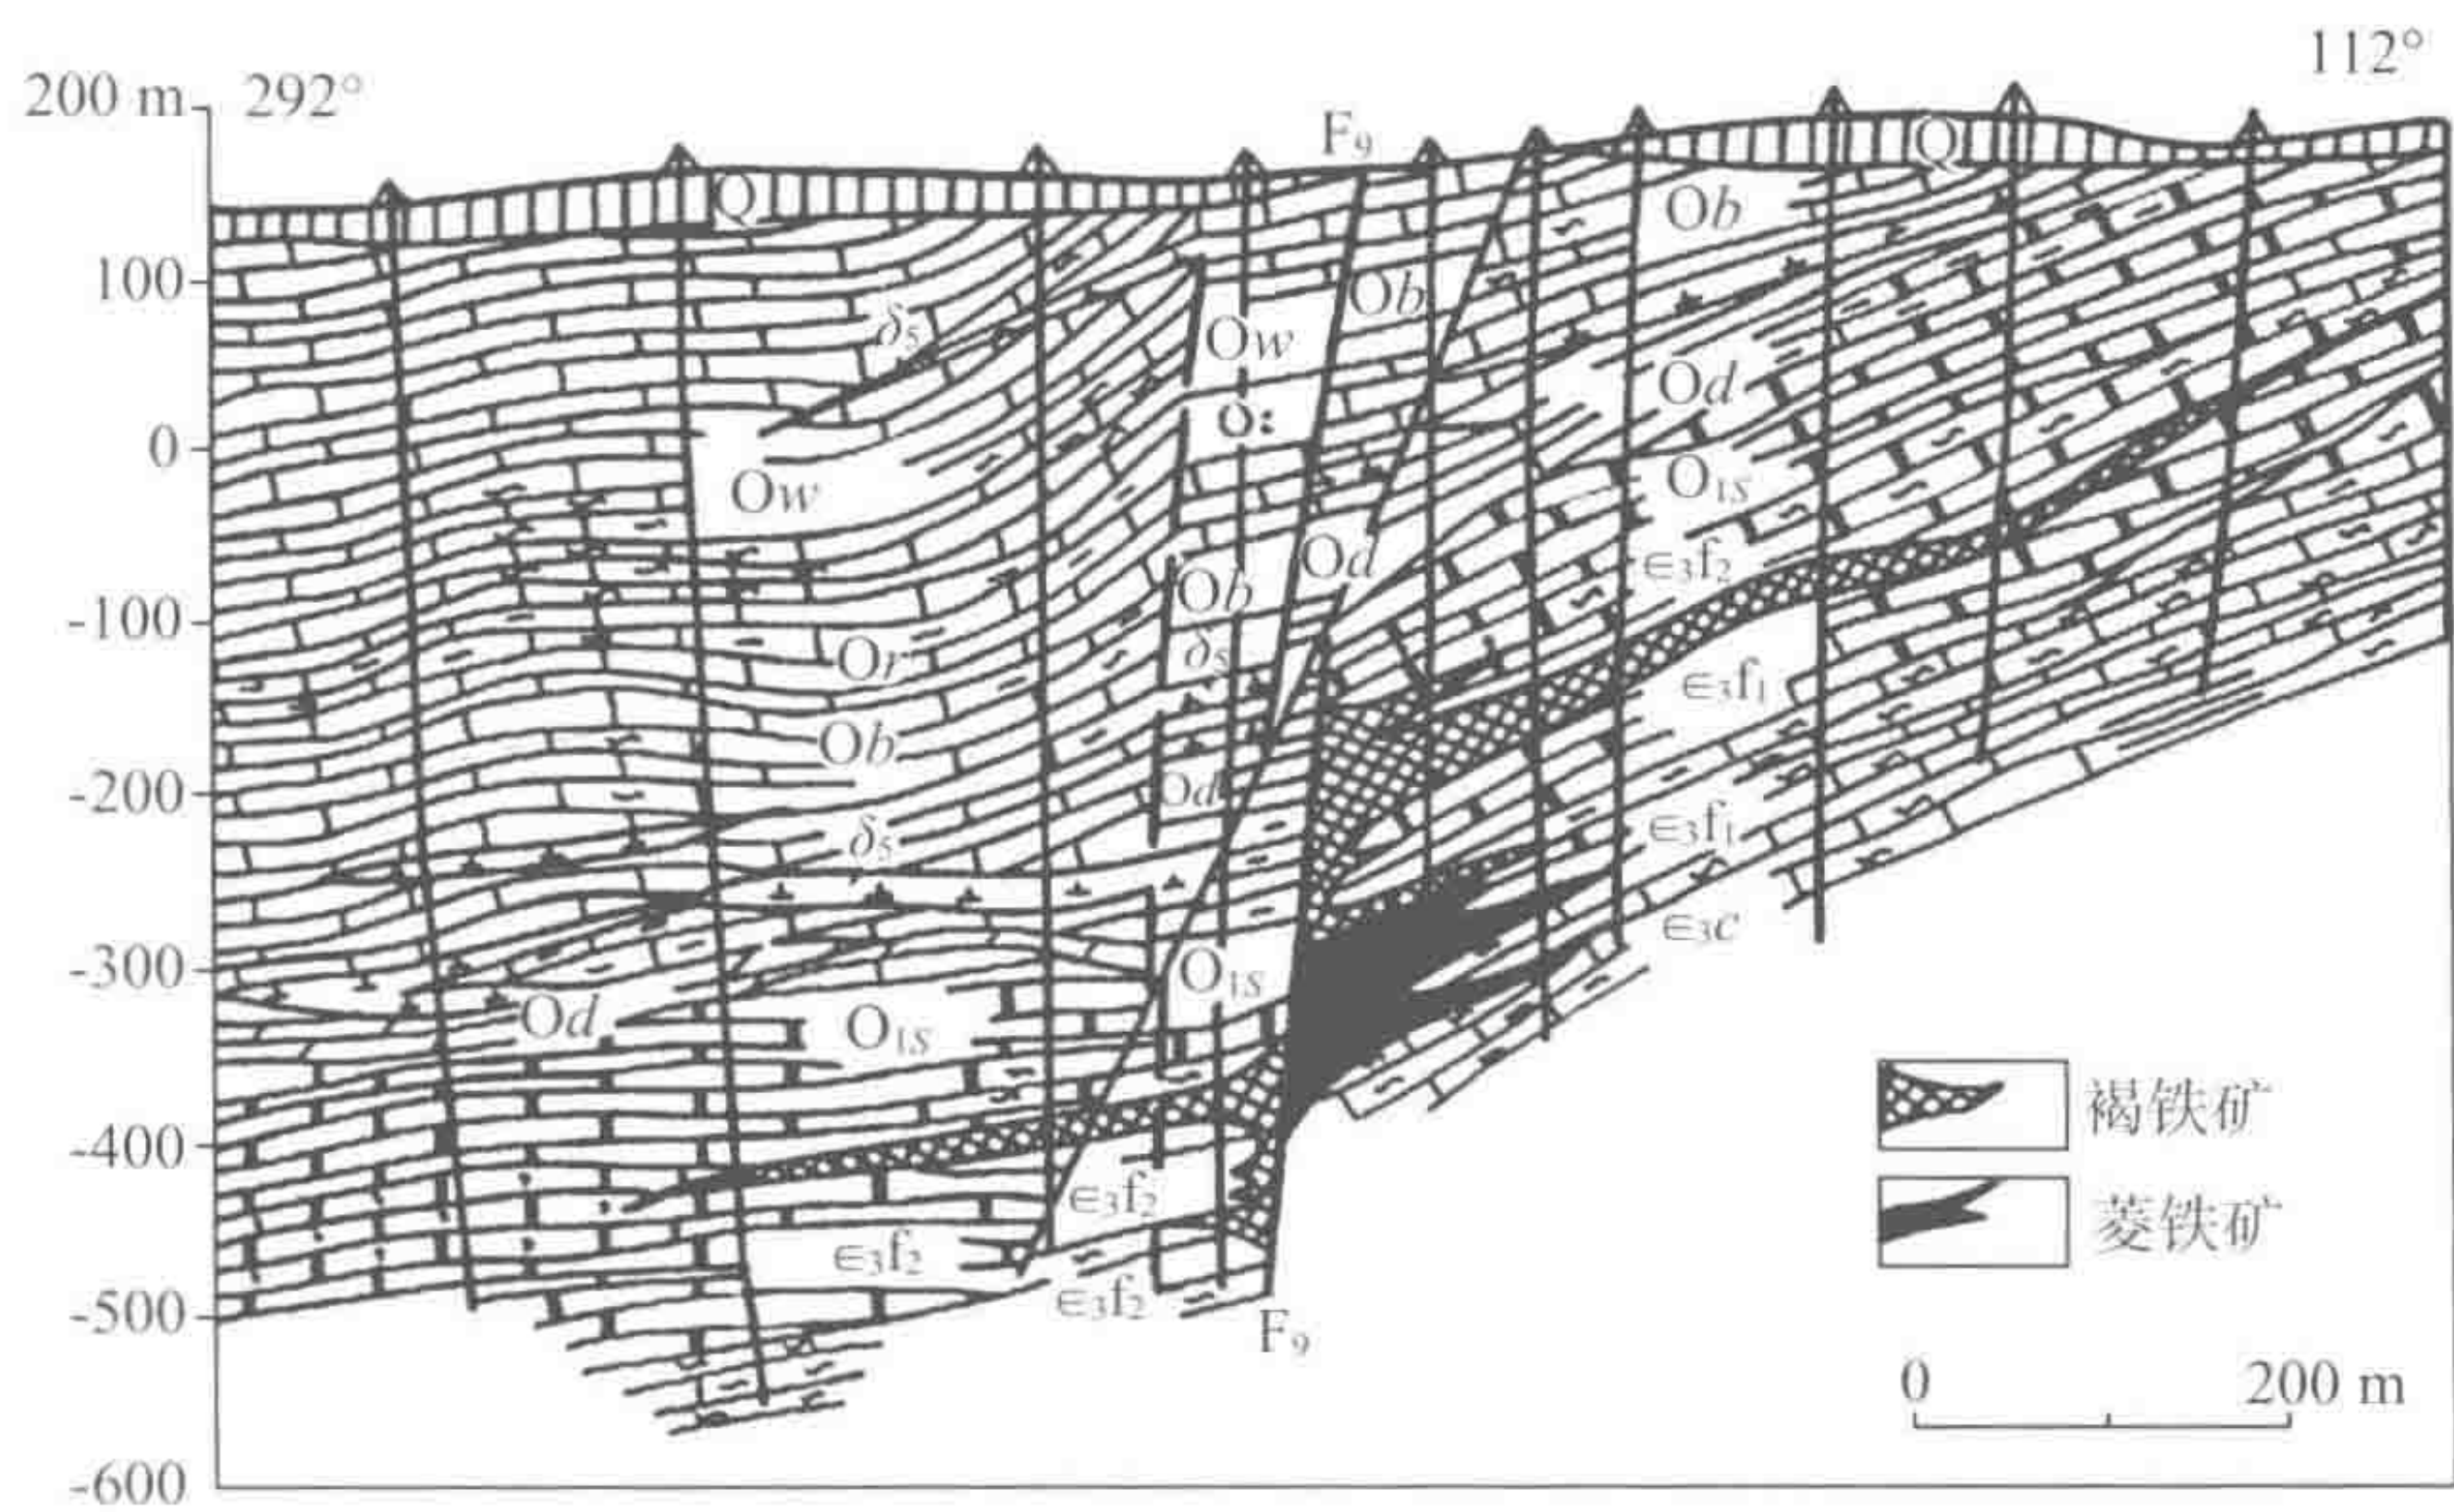 200 m
292°
112°
F₉
Q
Q
Ob
100
δ₅
Ow
Ob
Od
0
Ow
O₁s
Ob
Od
∈₃f₂
-100
δ₅
Or
∈₃f₁
Ob
-200
Od
δ₅
∈₃f₁
∈₃c
-300
O₁s
Od
O₁s
褐铁矿
-400
∈₃f₂
菱铁矿
∈₃f₂
-500
∈₃f₂
F₉
0
200 m
-600